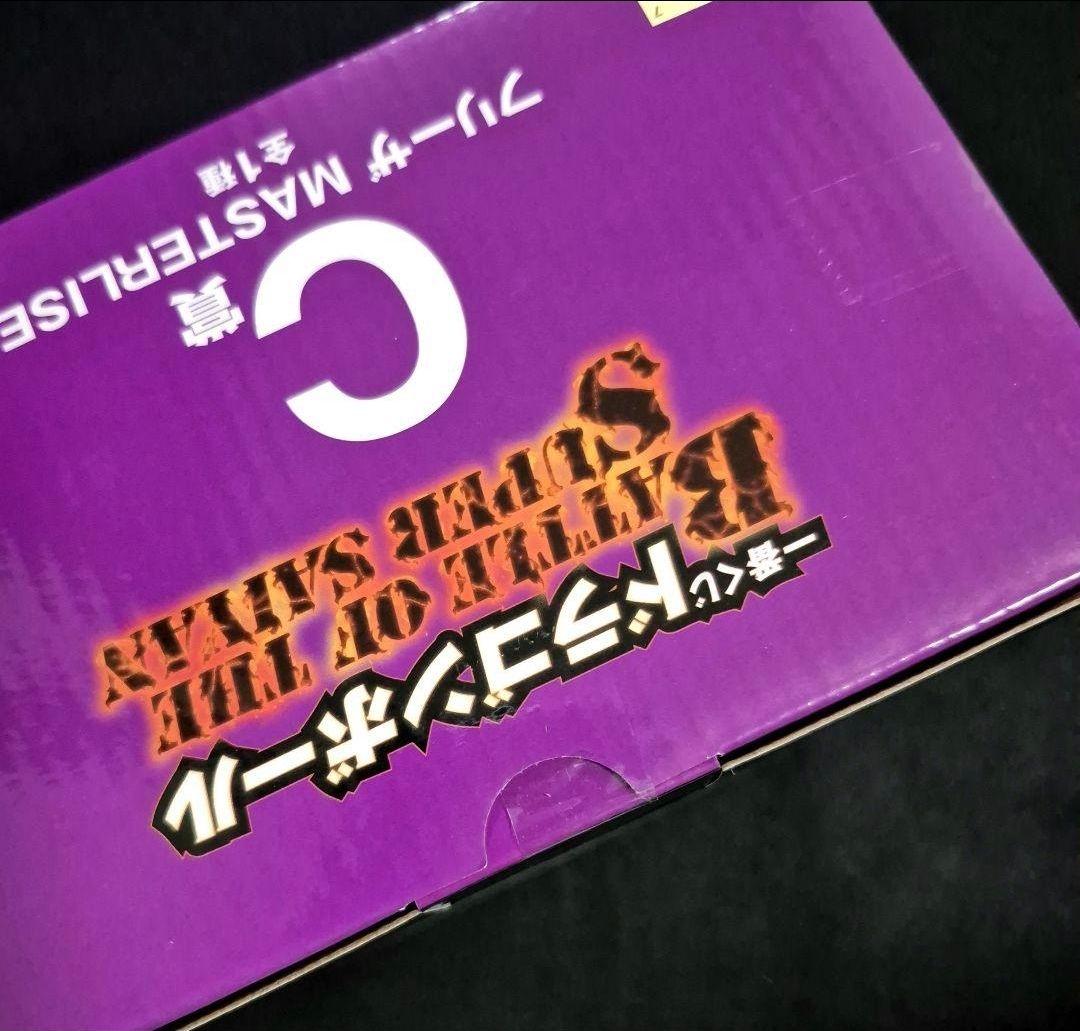 一番くじ ドラゴンボール
BATTLE OF THE
SUPER SAIYAN
C賞
フリーザ MASTERLISE
全1種